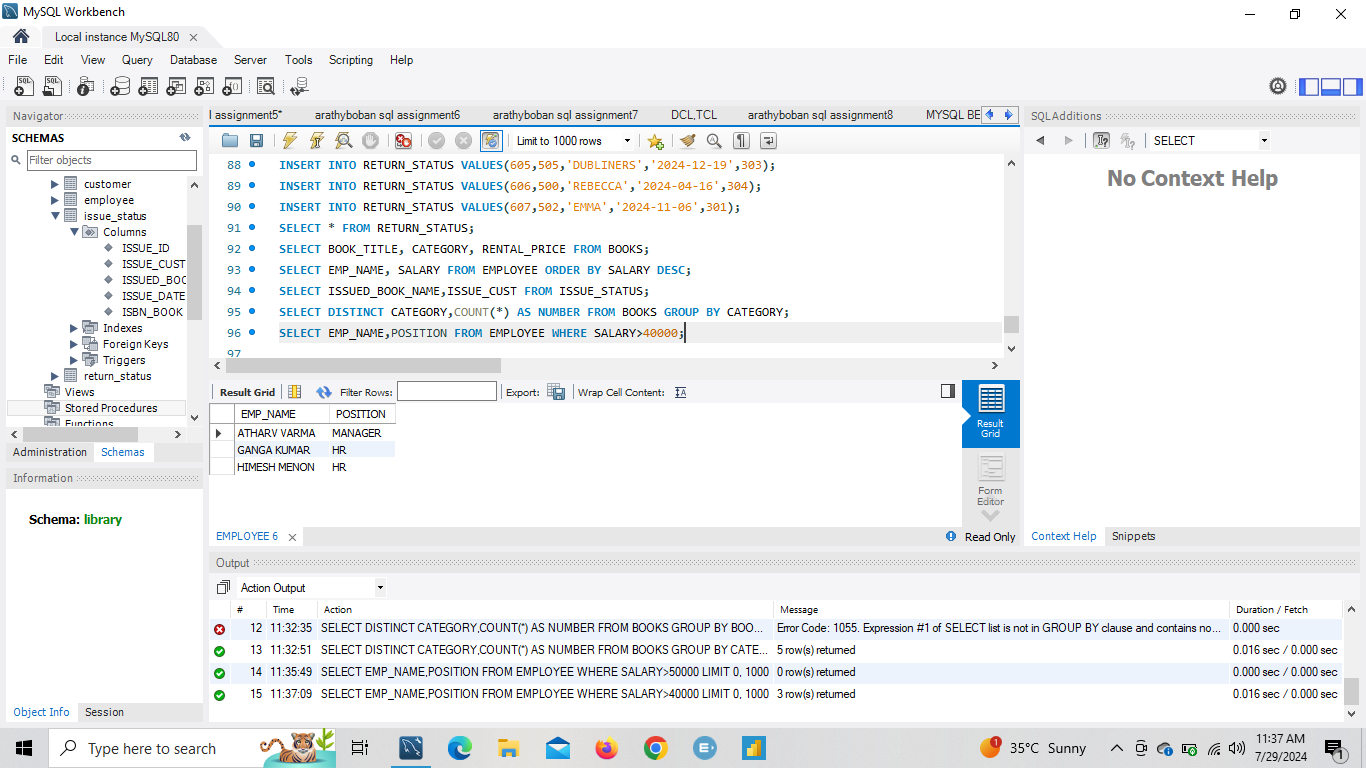 MySQL Workbench
Local instance MySQL80
File Edit View Query Database Server Tools Scripting Help
Navigator
SCHEMAS
Filter objects
customer
employee
issue_status
Columns
ISSUE_ID
ISSUE_CUST
ISSUED_BOO
ISSUE_DATE
ISBN_BOOK
Indexes
Foreign Keys
Triggers
return_status
Views
Stored Procedures
Functions
Administration Schemas
Information
Schema: library
Object Info Session
l assignment5* arathyboban sql assignment6 arathyboban sql assignment7 DCL,TCL arathyboban sql assignment8 MYSQL BE
Limit to 1000 rows
88 INSERT INTO RETURN_STATUS VALUES(605,505,'DUBLINERS','2024-12-19',303);
89 INSERT INTO RETURN_STATUS VALUES(606,500,'REBECCA','2024-04-16',304);
90 INSERT INTO RETURN_STATUS VALUES(607,502,'EMMA','2024-11-06',301);
91 SELECT * FROM RETURN_STATUS;
92 SELECT BOOK_TITLE, CATEGORY, RENTAL_PRICE FROM BOOKS;
93 SELECT EMP_NAME, SALARY FROM EMPLOYEE ORDER BY SALARY DESC;
94 SELECT ISSUED_BOOK_NAME,ISSUE_CUST FROM ISSUE_STATUS;
95 SELECT DISTINCT CATEGORY,COUNT(*) AS NUMBER FROM BOOKS GROUP BY CATEGORY;
96 SELECT EMP_NAME,POSITION FROM EMPLOYEE WHERE SALARY>40000;
97
Result Grid Filter Rows: Export: Wrap Cell Content:
EMP_NAME POSITION
ATHARV VARMA MANAGER
GANGA KUMAR HR
HIMESH MENON HR
Result
Grid
Form
Editor
EMPLOYEE 6
Read Only
SQLAdditions
SELECT
No Context Help
Context Help Snippets
Output
Action Output
# Time Action Message Duration / Fetch
12 11:32:35 SELECT DISTINCT CATEGORY,COUNT(*) AS NUMBER FROM BOOKS GROUP BY BOO... Error Code: 1055. Expression #1 of SELECT list is not in GROUP BY clause and contains no... 0.000 sec
13 11:32:51 SELECT DISTINCT CATEGORY,COUNT(*) AS NUMBER FROM BOOKS GROUP BY CATE... 5 row(s) returned 0.016 sec / 0.000 sec
14 11:35:49 SELECT EMP_NAME,POSITION FROM EMPLOYEE WHERE SALARY>50000 LIMIT 0, 1000 0 row(s) returned 0.000 sec / 0.000 sec
15 11:37:09 SELECT EMP_NAME,POSITION FROM EMPLOYEE WHERE SALARY>40000 LIMIT 0, 1000 3 row(s) returned 0.016 sec / 0.000 sec
Type here to search
1
35°C Sunny
11:37 AM
7/29/2024
1